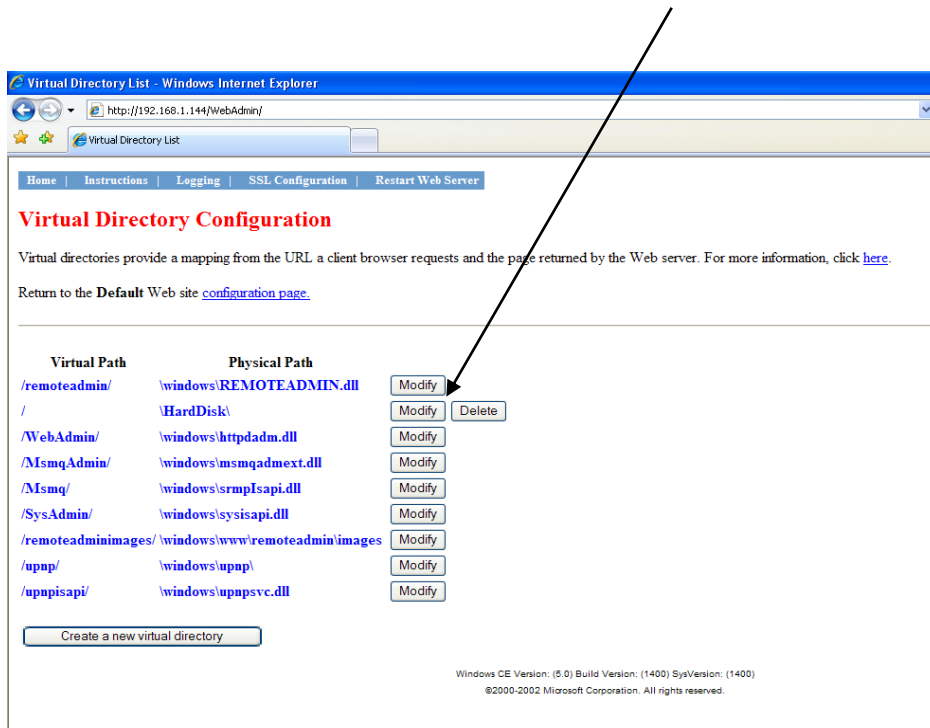 Virtual Directory List - Windows Internet Explorer
http://192.168.1.144/WebAdmin/
Virtual Directory List
Home | Instructions | Logging | SSL Configuration | Restart Web Server
Virtual Directory Configuration
Virtual directories provide a mapping from the URL a client browser requests and the page returned by the Web server. For more information, click here.
Return to the Default Web site configuration page.
Virtual Path Physical Path
/remoteadmin/ \windows\REMOTEADMIN.dll Modify
/ \HardDisk\ Modify Delete
/WebAdmin/ \windows\httpdadm.dll Modify
/MsmqAdmin/ \windows\msmqadmext.dll Modify
/Msmq/ \windows\srmpIsapi.dll Modify
/SysAdmin/ \windows\sysisapi.dll Modify
/remoteadminimages/ \windows\www\remoteadmin\images Modify
/upnp/ \windows\upnp\ Modify
/upnpisapi/ \windows\upnpsvc.dll Modify
Create a new virtual directory
Windows CE Version: (5.0) Build Version: (1400) SysVersion: (1400)
©2000-2002 Microsoft Corporation. All rights reserved.